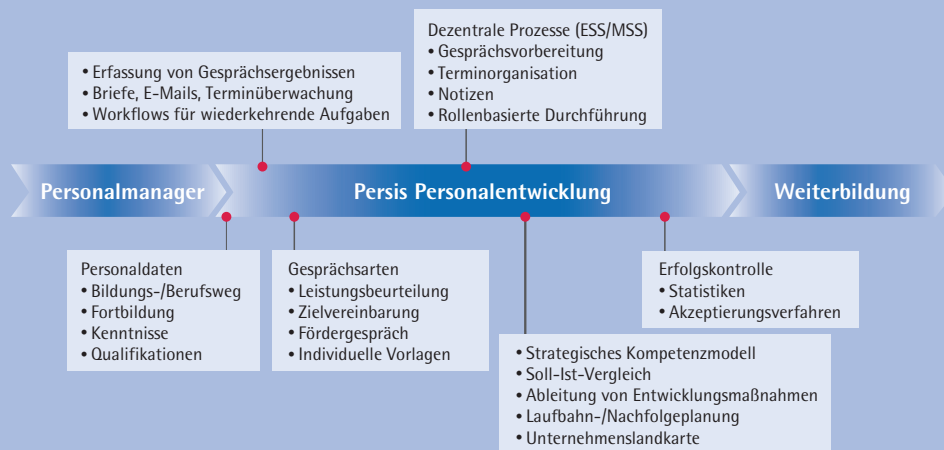 Dezentrale Prozesse (ESS/MSS)
• Gesprächsvorbereitung
• Terminorganisation
• Notizen
• Rollenbasierte Durchführung
• Erfassung von Gesprächsergebnissen
• Briefe, E-Mails, Terminüberwachung
• Workflows für wiederkehrende Aufgaben
Personalmanager
Persis Personalentwicklung
Weiterbildung
Personaldaten
• Bildungs-/Berufsweg
• Fortbildung
• Kenntnisse
• Qualifikationen
Gesprächsarten
• Leistungsbeurteilung
• Zielvereinbarung
• Fördergespräch
• Individuelle Vorlagen
• Strategisches Kompetenzmodell
• Soll-Ist-Vergleich
• Ableitung von Entwicklungsmaßnahmen
• Laufbahn-/Nachfolgeplanung
• Unternehmenslandkarte
Erfolgskontrolle
• Statistiken
• Akzeptierungsverfahren